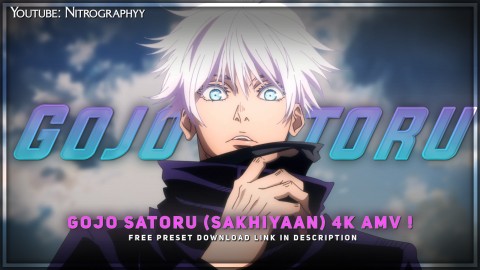 YOUTUBE: NITROGRAPHYY
GOJO TORU
GOJO SATORU (SAKHIYAAN) 4K AMV !
FREE PRESET DOWNLOAD LINK IN DESCRIPTION